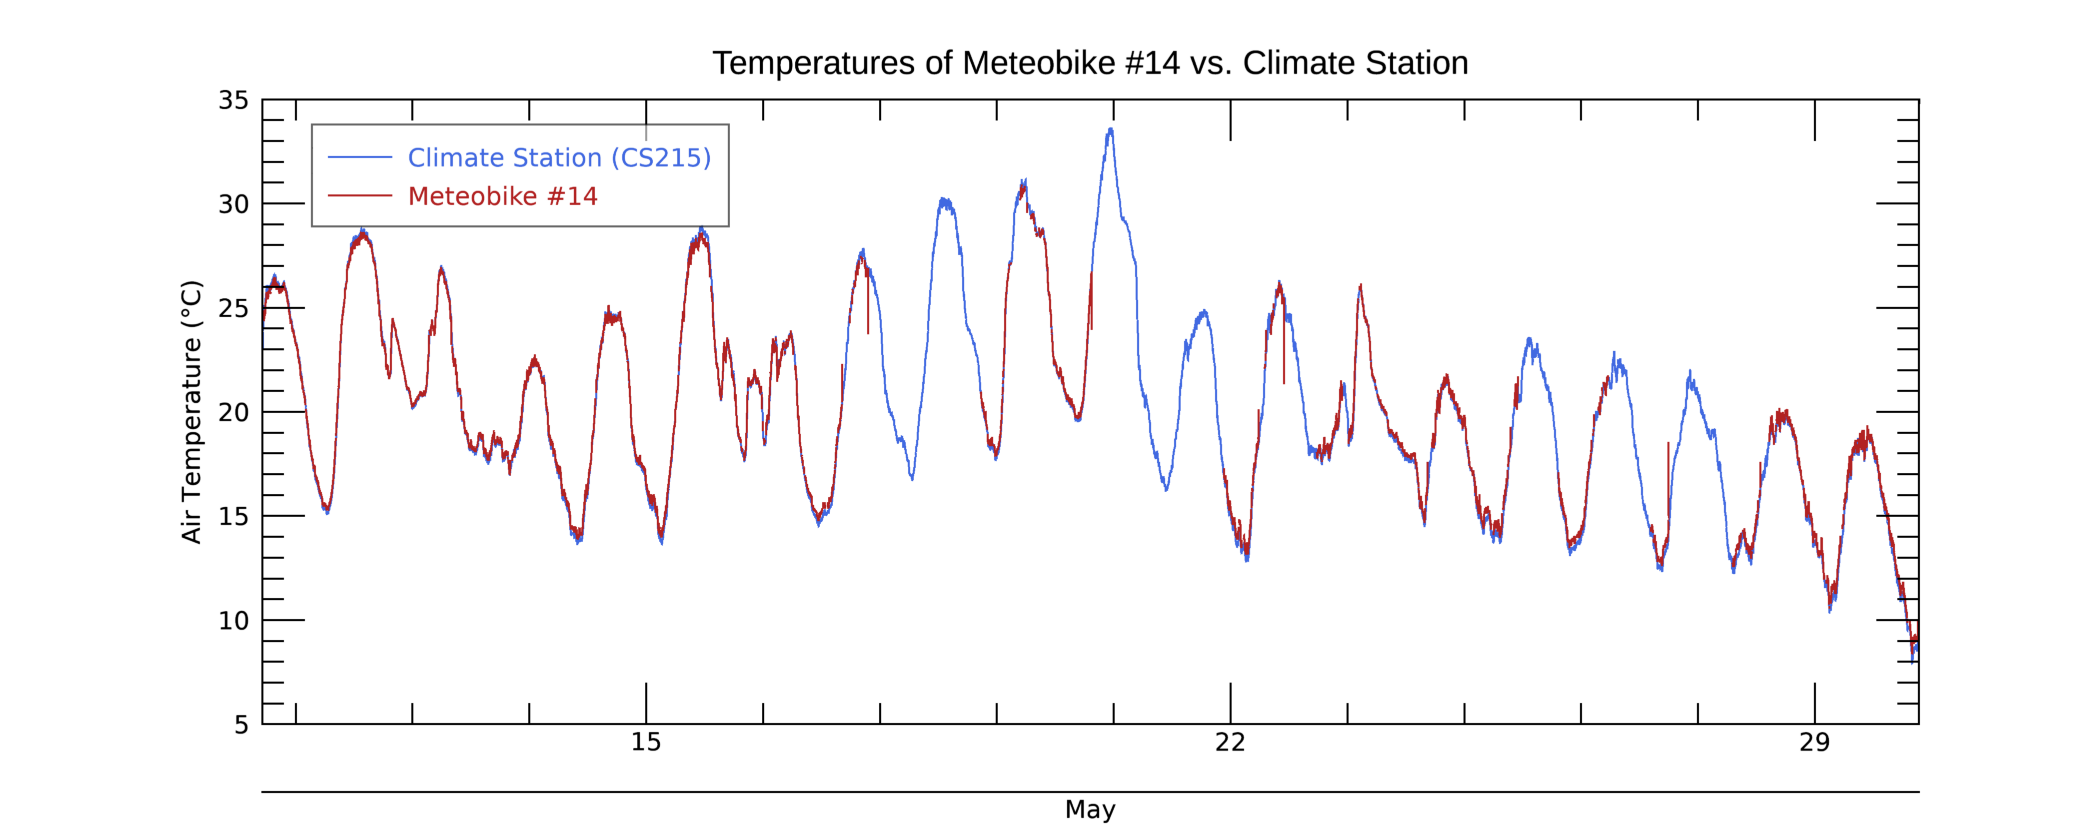 Temperatures of Meteobike #14 vs. Climate Station
Climate Station (CS215)
Meteobike #14
Air Temperature (°C)
35
30
25
20
15
10
5
15 22 29
May